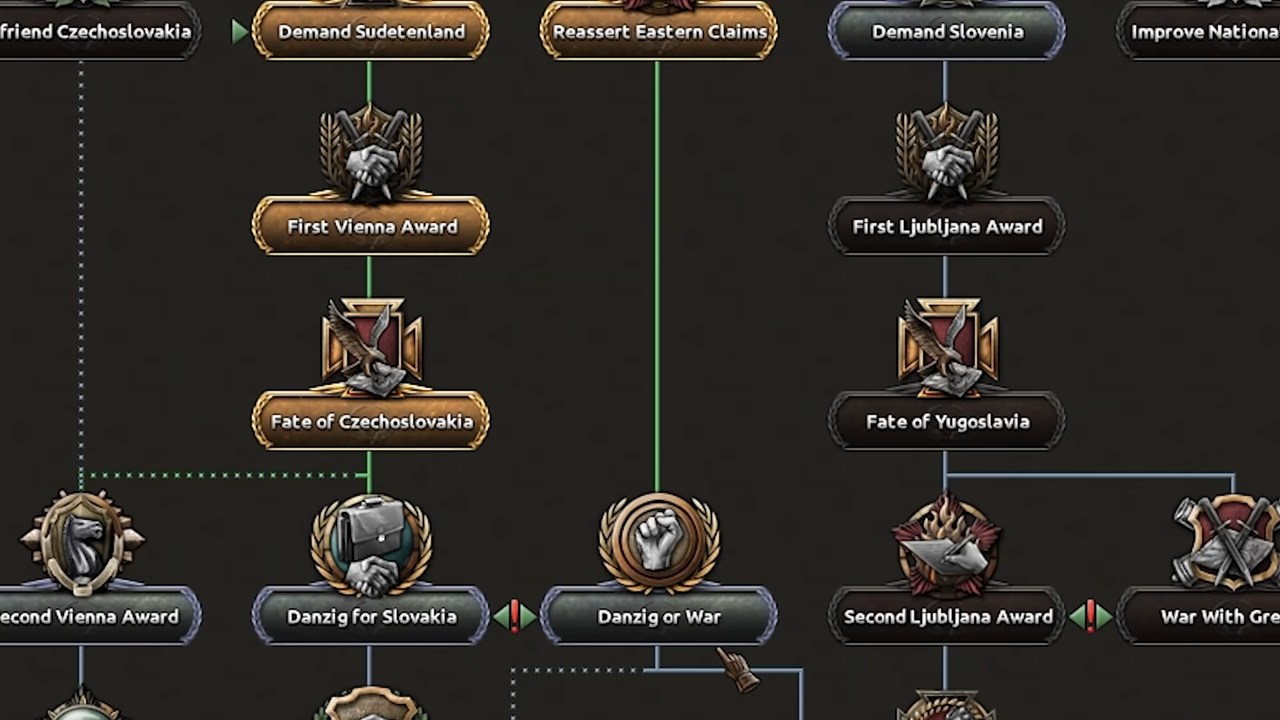 friend Czechoslovakia
Demand Sudetenland
Reassert Eastern Claims
Demand Slovenia
Improve Nationa
First Vienna Award
First Ljubljana Award
Fate of Czechoslovakia
Fate of Yugoslavia
econd Vienna Award
Danzig for Slovakia
Danzig or War
Second Ljubljana Award
War With Gre